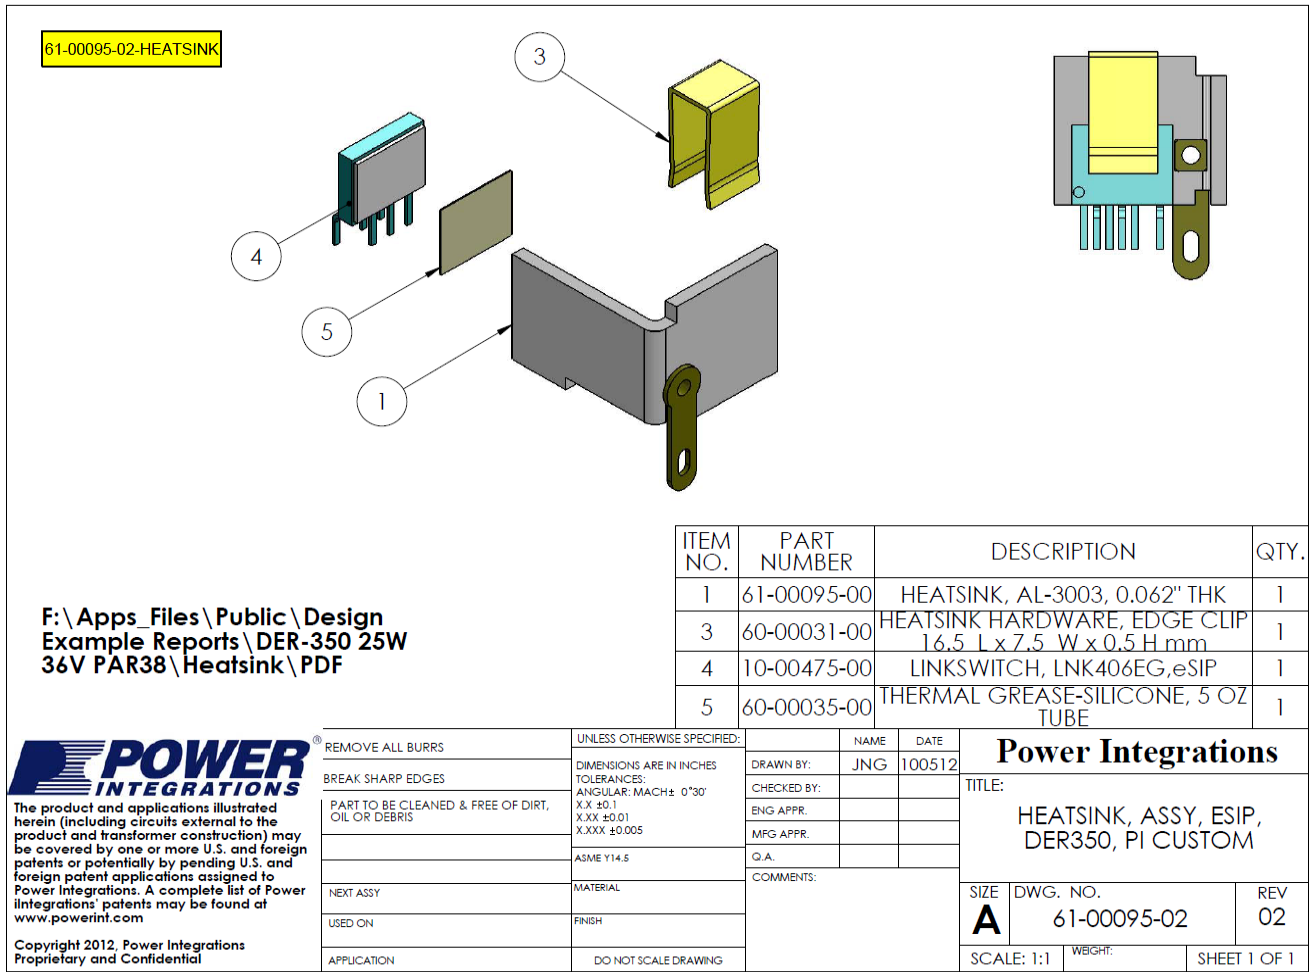 61-00095-02-HEATSINK
3
4
5
1
ITEM NO. PART NUMBER DESCRIPTION QTY.
1 61-00095-00 HEATSINK, AL-3003, 0.062" THK 1
3 60-00031-00 HEATSINK HARDWARE, EDGE CLIP 16.5 L x 7.5 W x 0.5 H mm 1
4 10-00475-00 LINKSWITCH, LNK406EG,eSIP 1
5 60-00035-00 THERMAL GREASE-SILICONE, 5 OZ TUBE 1
F:\Apps_Files\Public\Design
Example Reports\DER-350 25W
36V PAR38\Heatsink\PDF
POWER ®
INTEGRATIONS
The product and applications illustrated
herein (including circuits external to the
product and transformer construction) may
be covered by one or more U.S. and foreign
patents or potentially by pending U.S. and
foreign patent applications assigned to
Power Integrations. A complete list of Power
iIntegrations' patents may be found at
www.powerint.com
Copyright 2012, Power Integrations
Proprietary and Confidential
REMOVE ALL BURRS
BREAK SHARP EDGES
PART TO BE CLEANED & FREE OF DIRT,
OIL OR DEBRIS
NEXT ASSY
USED ON
APPLICATION
UNLESS OTHERWISE SPECIFIED:
DIMENSIONS ARE IN INCHES
TOLERANCES:
ANGULAR: MACH± 0°30'
X.X ±0.1
X.XX ±0.01
X.XXX ±0.005
ASME Y14.5
MATERIAL
FINISH
DO NOT SCALE DRAWING
NAME DATE
DRAWN BY: JNG 100512
CHECKED BY:
ENG APPR.
MFG APPR.
Q.A.
COMMENTS:
Power Integrations
TITLE:
HEATSINK, ASSY, ESIP,
DER350, PI CUSTOM
SIZE DWG. NO. REV
A 61-00095-02 02
SCALE: 1:1 WEIGHT: SHEET 1 OF 1